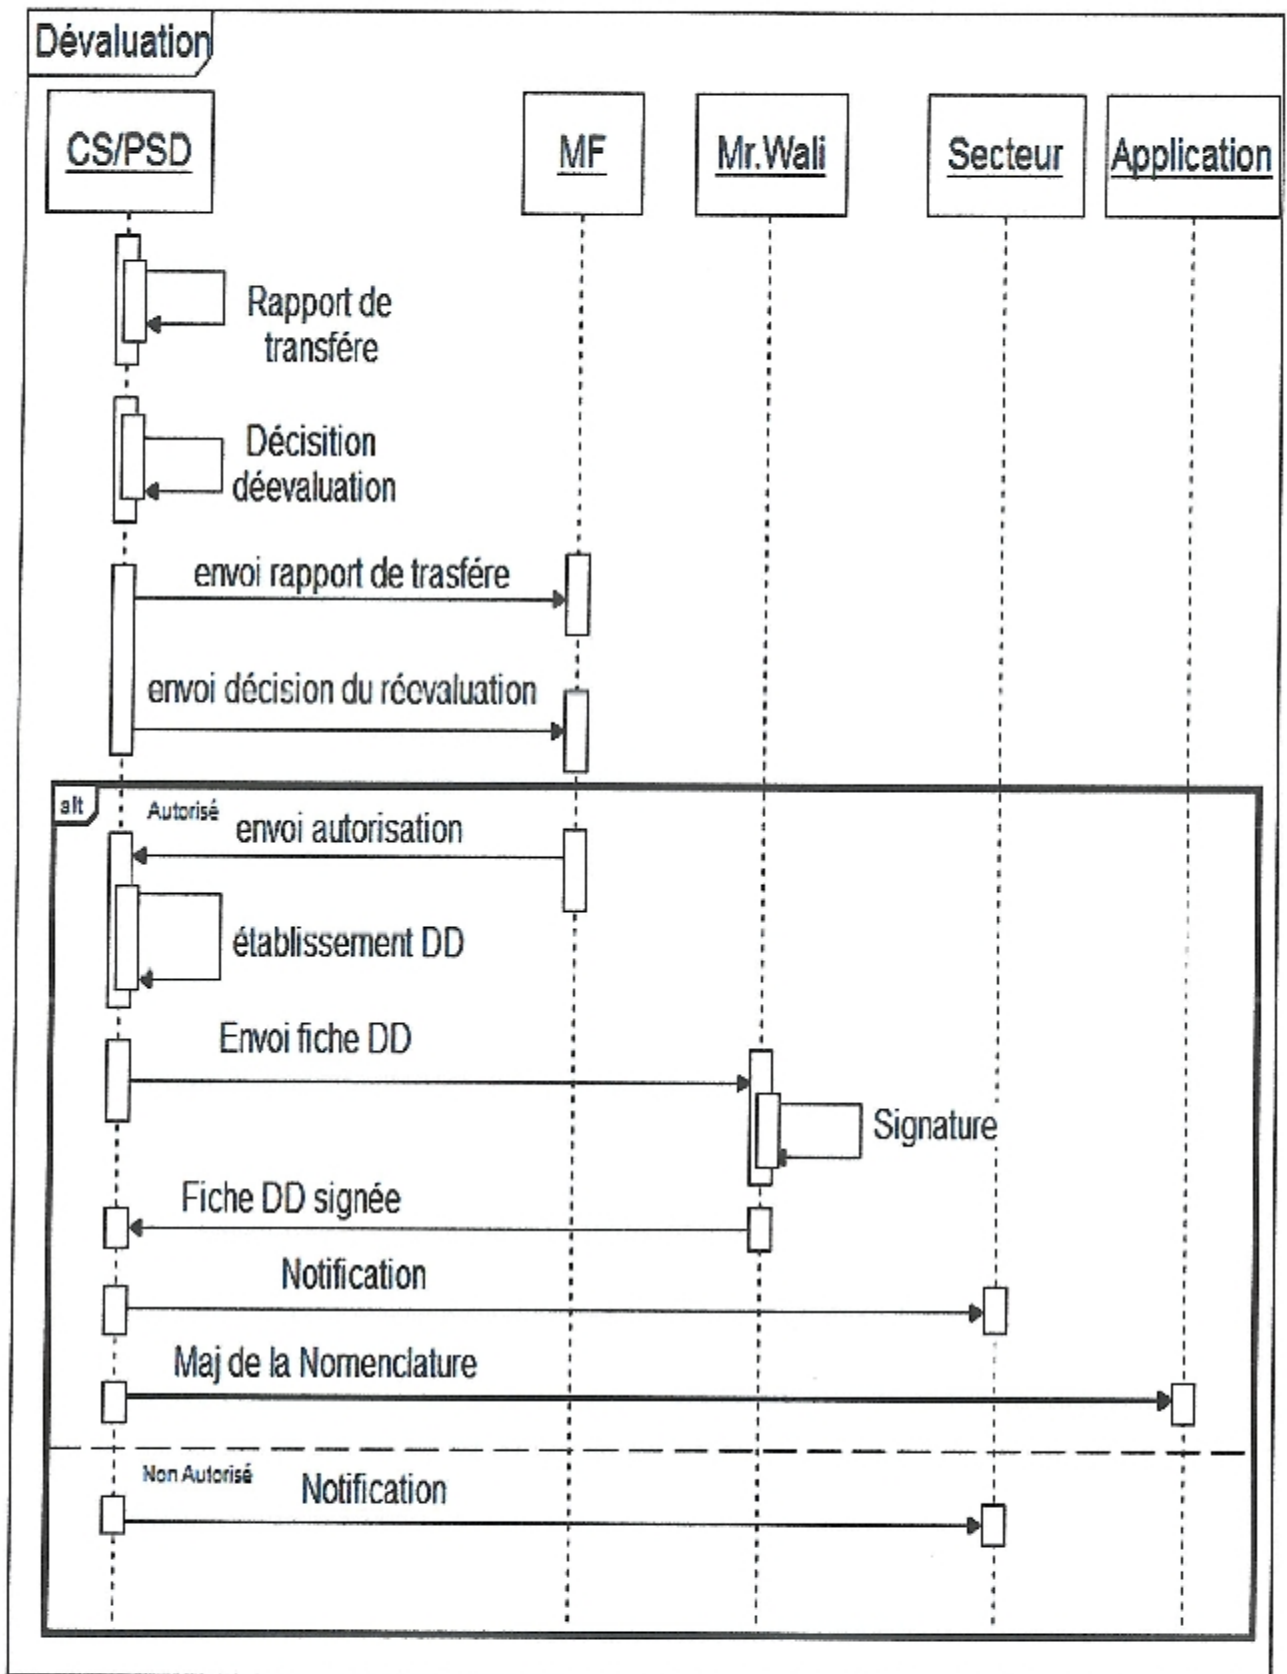 Dévaluation
CS/PSD
MF
Mr.Wali
Secteur
Application
Rapport de
transfére
Décisition
déevaluation
envoi rapport de trasfére
envoi décision du réevaluation
alt
Autorisé
envoi autorisation
établissement DD
Envoi fiche DD
Signature
Fiche DD signée
Notification
Maj de la Nomenclature
Non Autorisé
Notification